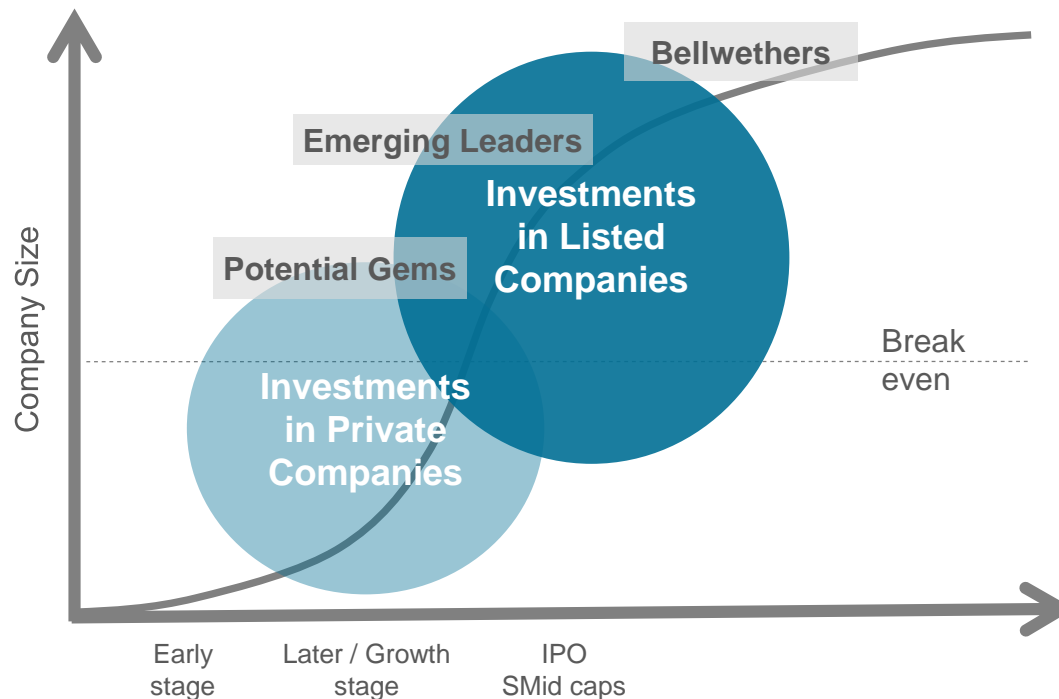 Bellwethers
Emerging Leaders
Investments
in Listed
Companies
Potential Gems
Company Size
Break
even
Investments
in Private
Companies
Early
stage
Later / Growth
stage
IPO
SMid caps